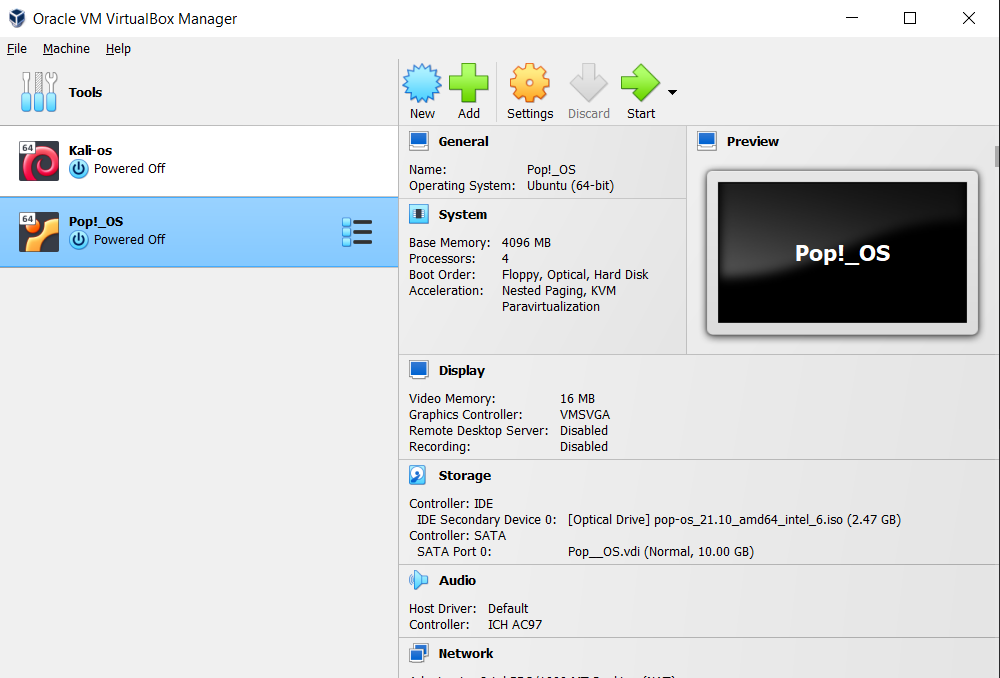 Oracle VM VirtualBox Manager
File Machine Help
Tools
New Add Settings Discard Start
64
Kali-os
Powered Off
64
Pop!_OS
Powered Off
General
Name: Pop!_OS
Operating System: Ubuntu (64-bit)
System
Base Memory: 4096 MB
Processors: 4
Boot Order: Floppy, Optical, Hard Disk
Acceleration: Nested Paging, KVM
Paravirtualization
Preview
Pop!_OS
Display
Video Memory: 16 MB
Graphics Controller: VMSVGA
Remote Desktop Server: Disabled
Recording: Disabled
Storage
Controller: IDE
IDE Secondary Device 0: [Optical Drive] pop-os_21.10_amd64_intel_6.iso (2.47 GB)
Controller: SATA
SATA Port 0: Pop__OS.vdi (Normal, 10.00 GB)
Audio
Host Driver: Default
Controller: ICH AC97
Network